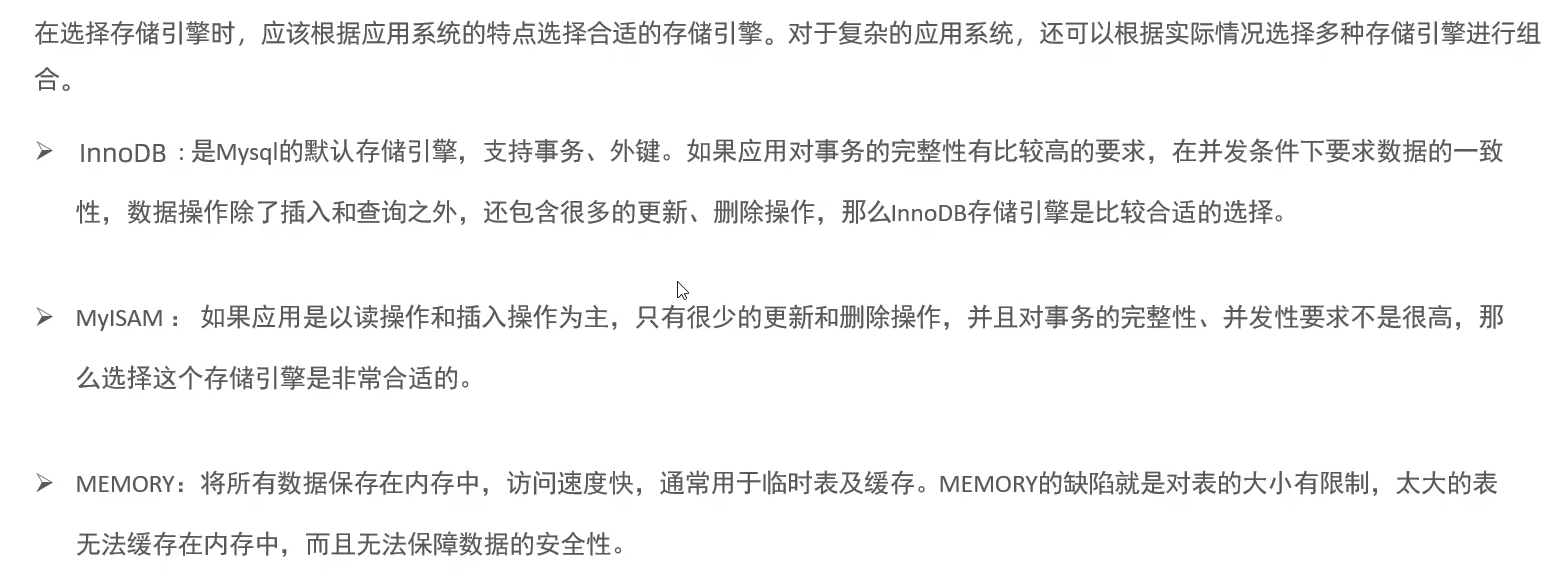 在选择存储引擎时，应该根据应用系统的特点选择合适的存储引擎。对于复杂的应用系统，还可以根据实际情况选择多种存储引擎进行组
合。
➢ InnoDB : 是Mysql的默认存储引擎，支持事务、外键。如果应用对事务的完整性有比较高的要求，在并发条件下要求数据的一致
性，数据操作除了插入和查询之外，还包含很多的更新、删除操作，那么InnoDB存储引擎是比较合适的选择。
➢ MyISAM ： 如果应用是以读操作和插入操作为主，只有很少的更新和删除操作，并且对事务的完整性、并发性要求不是很高，那
么选择这个存储引擎是非常合适的。
➢ MEMORY：将所有数据保存在内存中，访问速度快，通常用于临时表及缓存。MEMORY的缺陷就是对表的大小有限制，太大的表
无法缓存在内存中，而且无法保障数据的安全性。